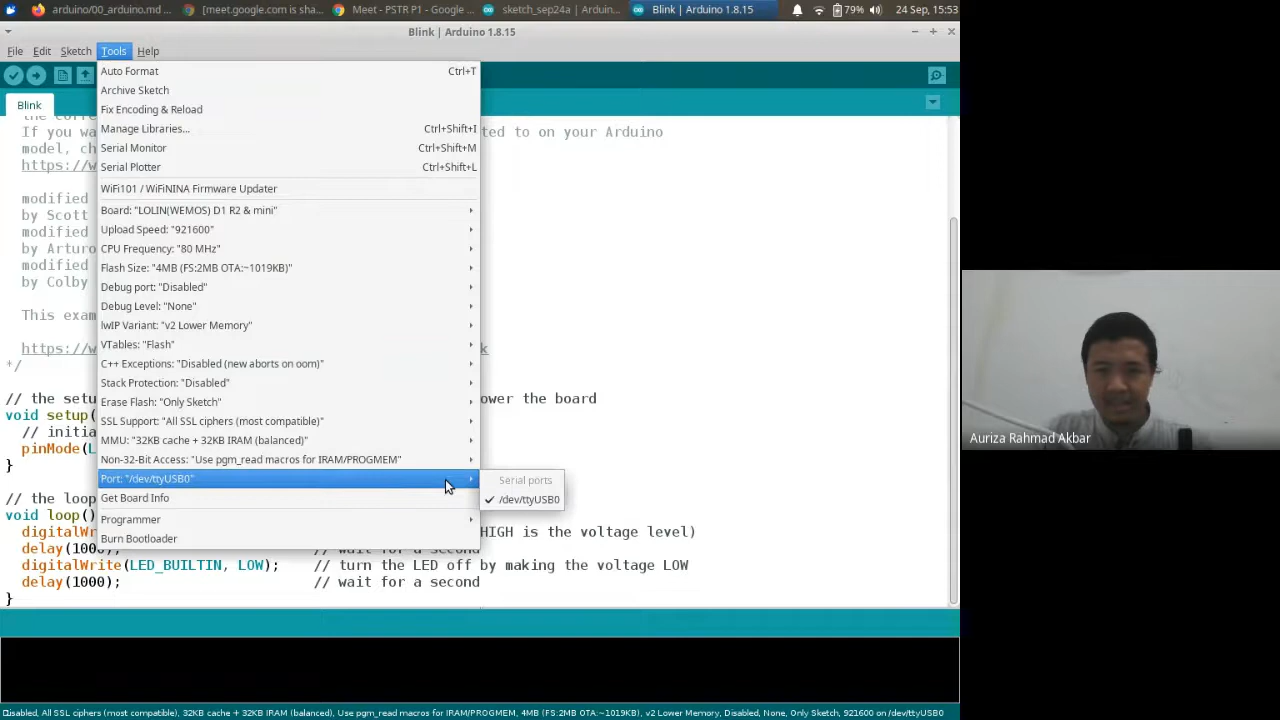 arduino/00_arduino.md ...
[meet.google.com is sha...
Meet - PSTR P1 - Google ...
sketch_sep24a | Arduin...
Blink | Arduino 1.8.15
79%
24 Sep, 15:53
Blink | Arduino 1.8.15
File Edit Sketch Tools Help
Blink
Auto Format Ctrl+T
Archive Sketch
Fix Encoding & Reload
Manage Libraries... Ctrl+Shift+I
Serial Monitor Ctrl+Shift+M
Serial Plotter Ctrl+Shift+L
WiFi101 / WiFiNINA Firmware Updater
Board: "LOLIN(WEMOS) D1 R2 & mini"
Upload Speed: "921600"
CPU Frequency: "80 MHz"
Flash Size: "4MB (FS:2MB OTA:~1019KB)"
Debug port: "Disabled"
Debug Level: "None"
lwIP Variant: "v2 Lower Memory"
VTables: "Flash"
C++ Exceptions: "Disabled (new aborts on oom)"
Stack Protection: "Disabled"
Erase Flash: "Only Sketch"
SSL Support: "All SSL ciphers (most compatible)"
MMU: "32KB cache + 32KB IRAM (balanced)"
Non-32-Bit Access: "Use pgm_read macros for IRAM/PROGMEM"
Port: "/dev/ttyUSB0"
Get Board Info
Programmer
Burn Bootloader
Serial ports
/dev/ttyUSB0
If you wa ted to on your Arduino
model, ch
https://w
modified
by Scott
modified
by Arturo
modified
by Colby
This exam
https://w k
*/
// the setu ower the board
void setup(
// initia
pinMode(L
}
// the loo
void loop()
digitalWr HIGH is the voltage level)
delay(1000); // wait for a second
digitalWrite(LED_BUILTIN, LOW); // turn the LED off by making the voltage LOW
delay(1000); // wait for a second
}
Disabled, All SSL ciphers (most compatible), 32KB cache + 32KB IRAM (balanced), Use pgm_read macros for IRAM/PROGMEM, 4MB (FS:2MB OTA:~1019KB), v2 Lower Memory, Disabled, None, Only Sketch, 921600 on /dev/ttyUSB0
Auriza Rahmad Akbar